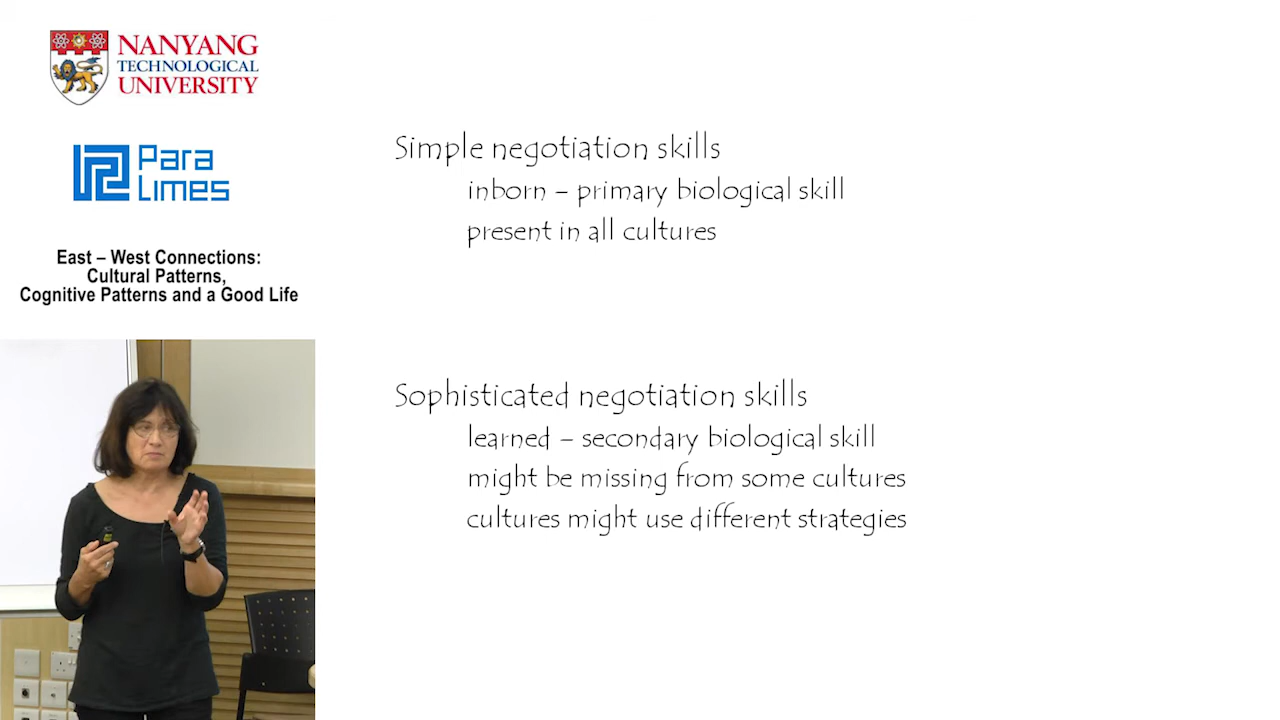 NANYANG
TECHNOLOGICAL
UNIVERSITY
Para
Limes
East – West Connections:
Cultural Patterns,
Cognitive Patterns and a Good Life
Simple negotiation skills
inborn – primary biological skill
present in all cultures
Sophisticated negotiation skills
learned – secondary biological skill
might be missing from some cultures
cultures might use different strategies